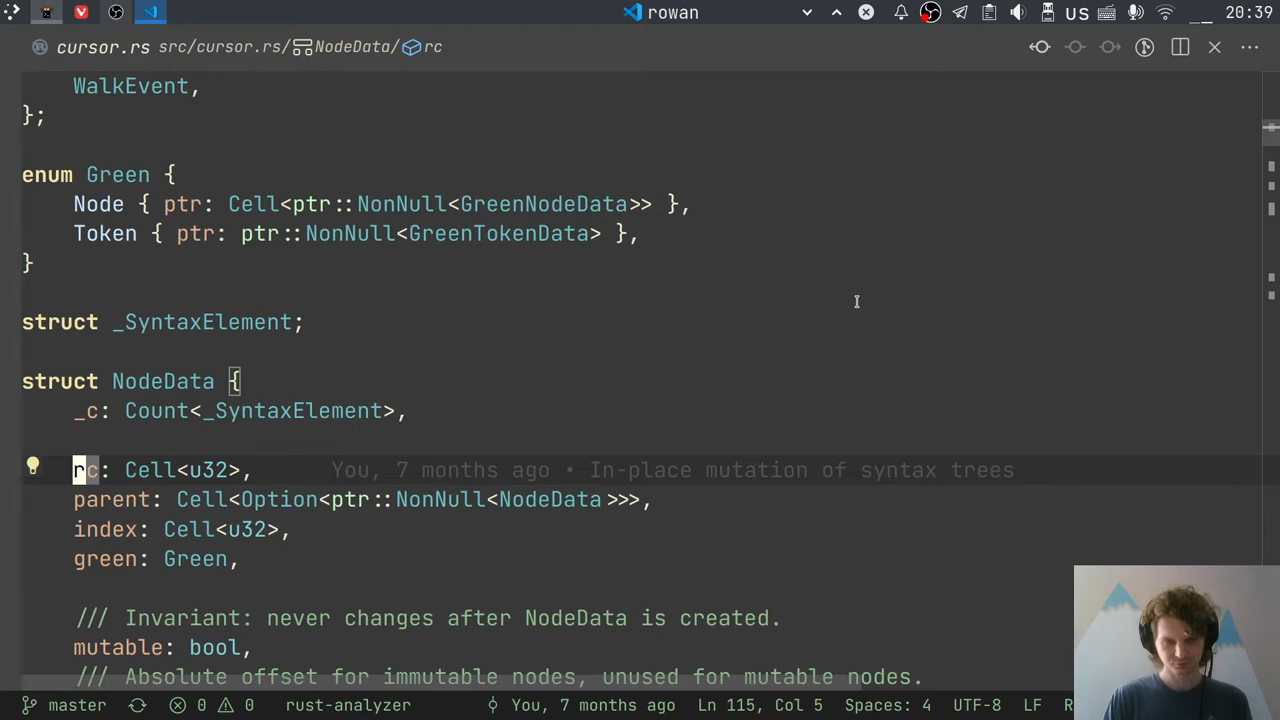 rowan
US
20:39
cursor.rs src/cursor.rs/NodeData/rc
WalkEvent,
};
enum Green {
Node { ptr: Cell<ptr::NonNull<GreenNodeData>> },
Token { ptr: ptr::NonNull<GreenTokenData> },
}
struct _SyntaxElement;
struct NodeData {
_c: Count<_SyntaxElement>,
rc: Cell<u32>, You, 7 months ago • In-place mutation of syntax trees
parent: Cell<Option<ptr::NonNull<NodeData>>>,
index: Cell<u32>,
green: Green,
/// Invariant: never changes after NodeData is created.
mutable: bool,
/// Absolute offset for immutable nodes, unused for mutable nodes.
master 0 0 rust-analyzer You, 7 months ago Ln 115, Col 5 Spaces: 4 UTF-8 LF R